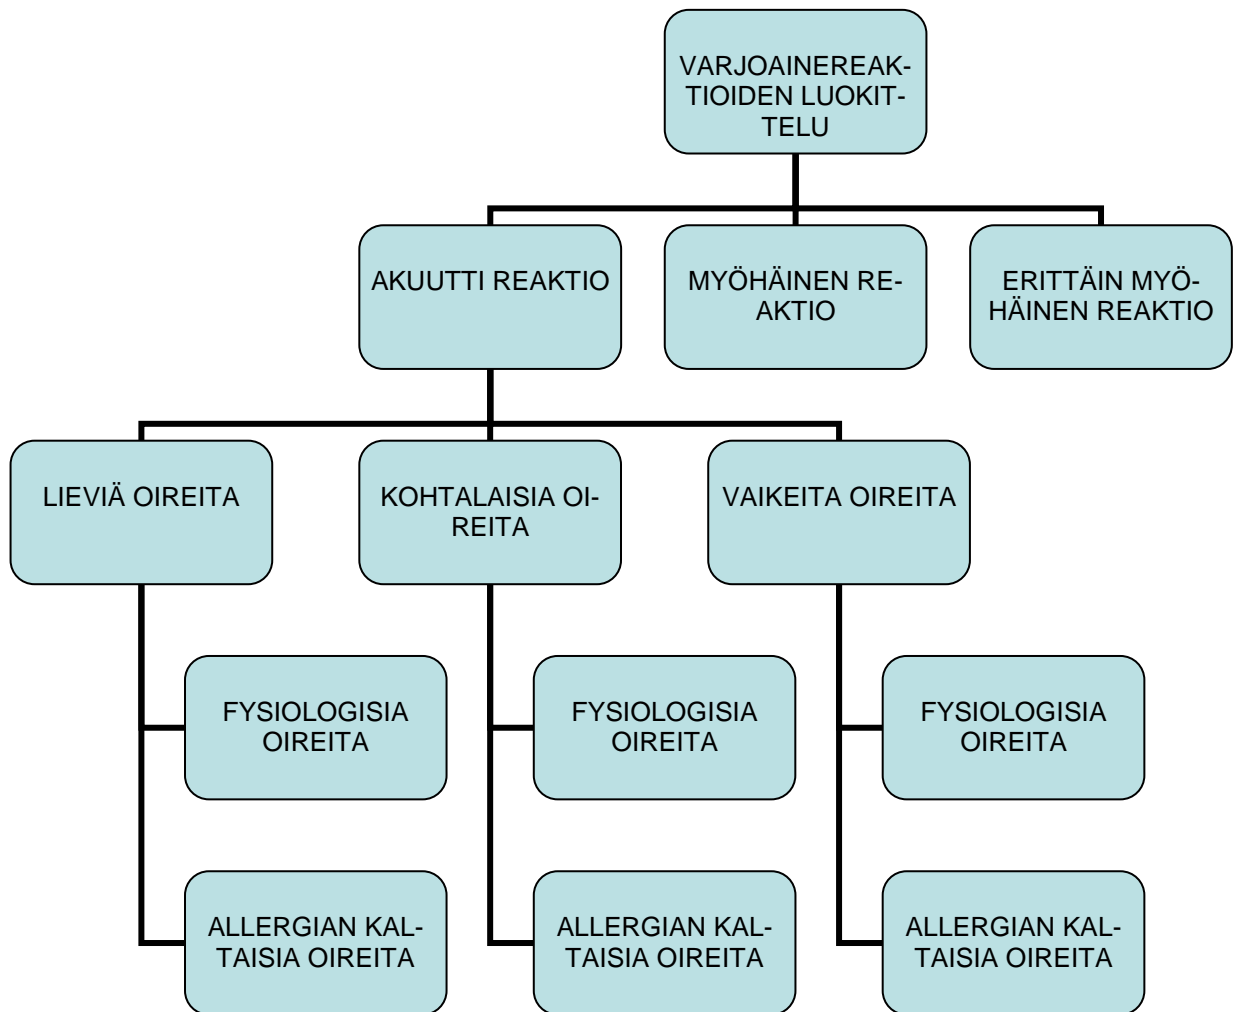 VARJOAINEREAK-
TIOIDEN LUOKIT-
TELU
AKUUTTI REAKTIO
MYÖHÄINEN RE-
AKTIO
ERITTÄIN MYÖ-
HÄINEN REAKTIO
LIEVIÄ OIREITA
KOHTALAISIA OI-
REITA
VAIKEITA OIREITA
FYSIOLOGISIA
OIREITA
FYSIOLOGISIA
OIREITA
FYSIOLOGISIA
OIREITA
ALLERGIAN KAL-
TAISIA OIREITA
ALLERGIAN KAL-
TAISIA OIREITA
ALLERGIAN KAL-
TAISIA OIREITA